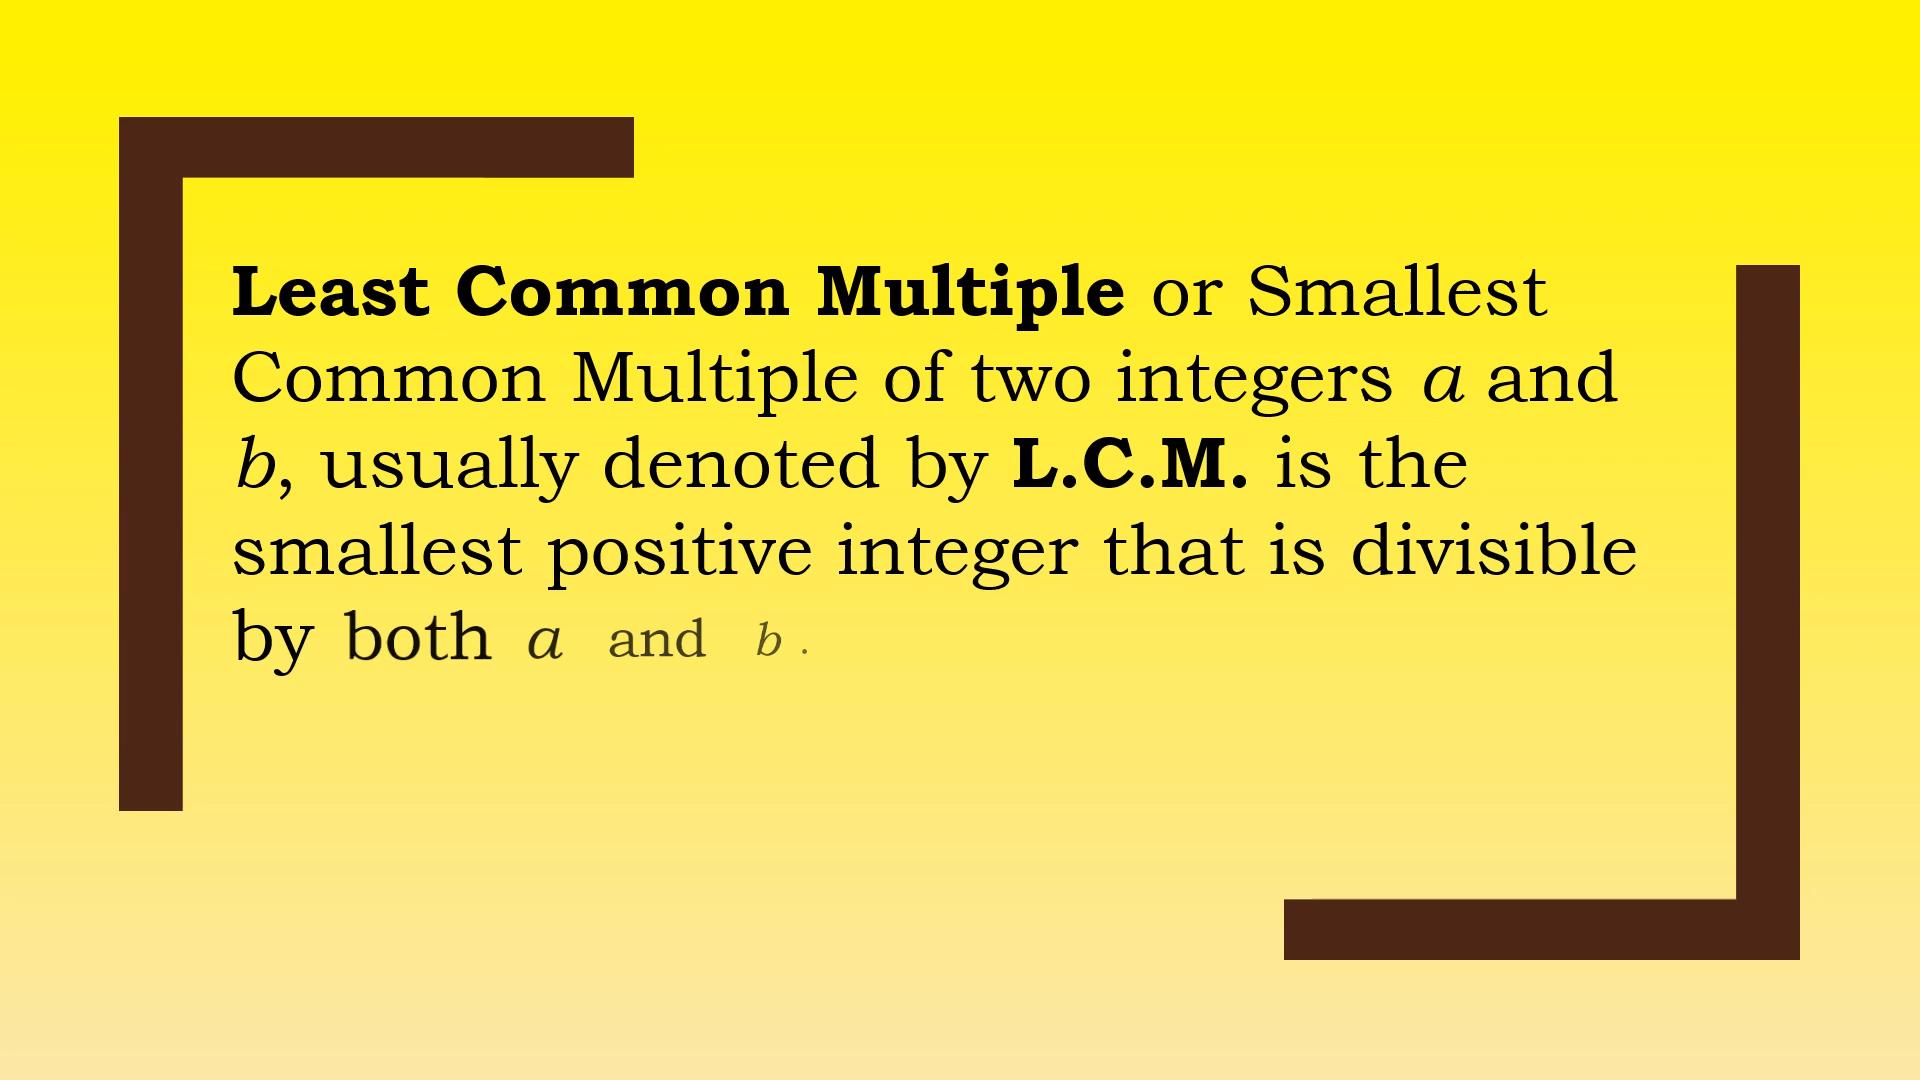 Least Common Multiple or Smallest
Common Multiple of two integers a and
b, usually denoted by L.C.M. is the
smallest positive integer that is divisible
by both a and b .